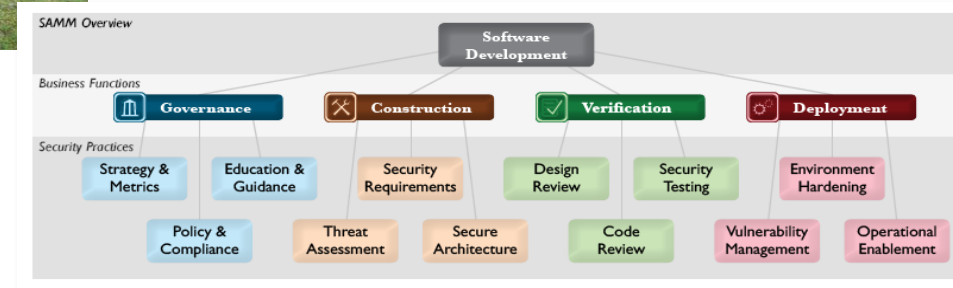 SAMM Overview
Software
Development
Business Functions
Governance
Construction
Verification
Deployment
Security Practices
Strategy &
Metrics
Education &
Guidance
Security
Requirements
Design
Review
Security
Testing
Environment
Hardening
Policy &
Compliance
Threat
Assessment
Secure
Architecture
Code
Review
Vulnerability
Management
Operational
Enablement